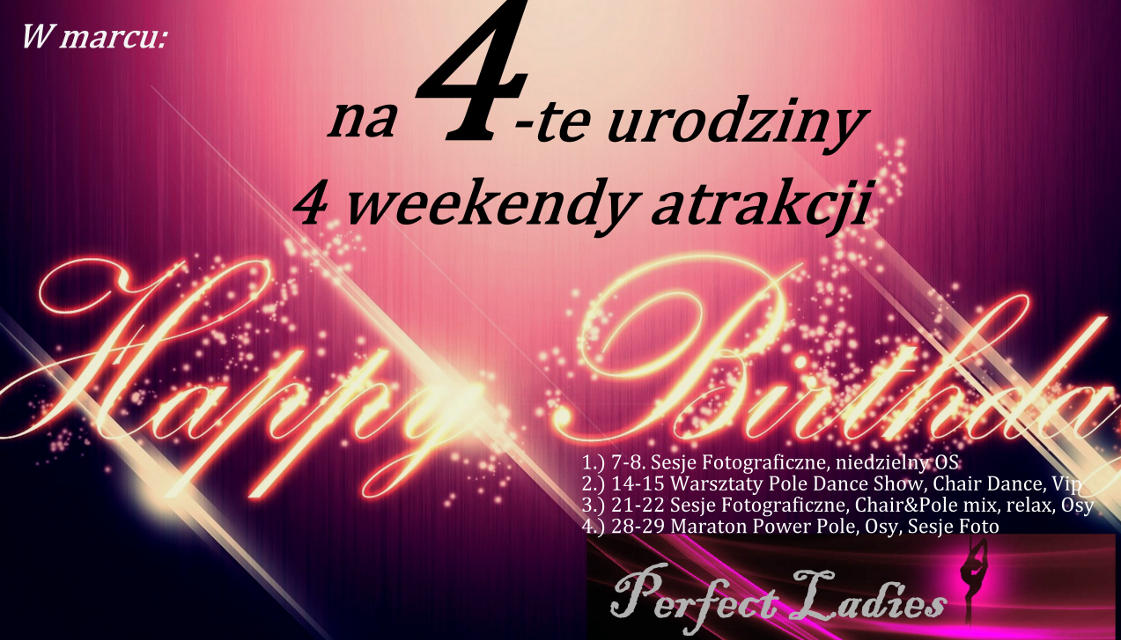 W marcu:
na 4-te urodziny
4 weekendy atrakcji
Happy Birthda
1.) 7-8. Sesje Fotograficzne, niedzielny OS
2.) 14-15 Warsztaty Pole Dance Show, Chair Dance, Vip
3.) 21-22 Sesje Fotograficzne, Chair&Pole mix, relax, Osy
4.) 28-29 Maraton Power Pole, Osy, Sesje Foto
Perfect Ladies